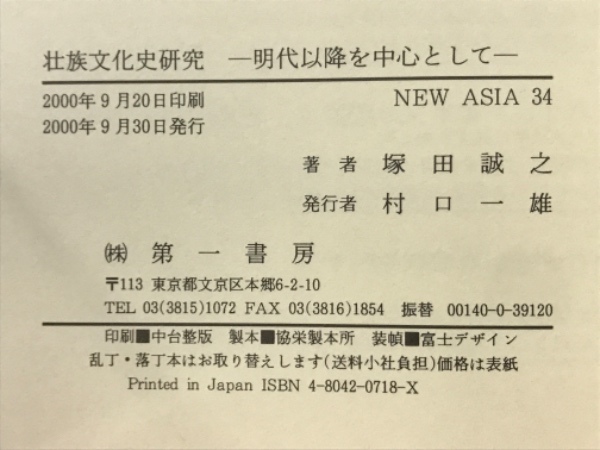 壮族文化史研究 ―明代以降を中心として―
2000年9月20日印刷 NEW ASIA 34
2000年9月30日発行
著者 塚田誠之
発行者 村口一雄
㈱ 第一書房
〒113 東京都文京区本郷6-2-10
TEL 03(3815)1072 FAX 03(3816)1854 振替 00140-0-39120
印刷■中台整版 製本■協栄製本所 装幀■富士デザイン
乱丁・落丁本はお取り替えします(送料小社負担)価格は表紙
Printed in Japan ISBN 4-8042-0718-X